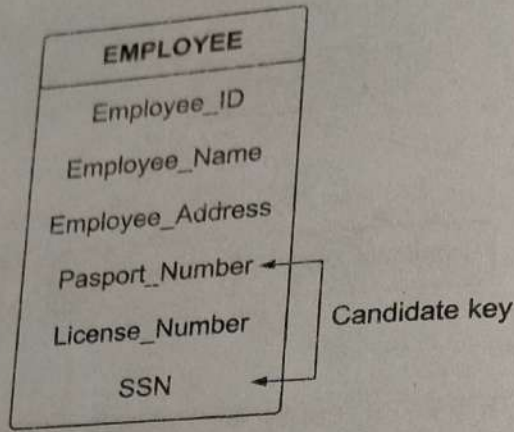 EMPLOYEE
Employee_ID
Employee_Name
Employee_Address
Pasport_Number
License_Number
SSN
Candidate key